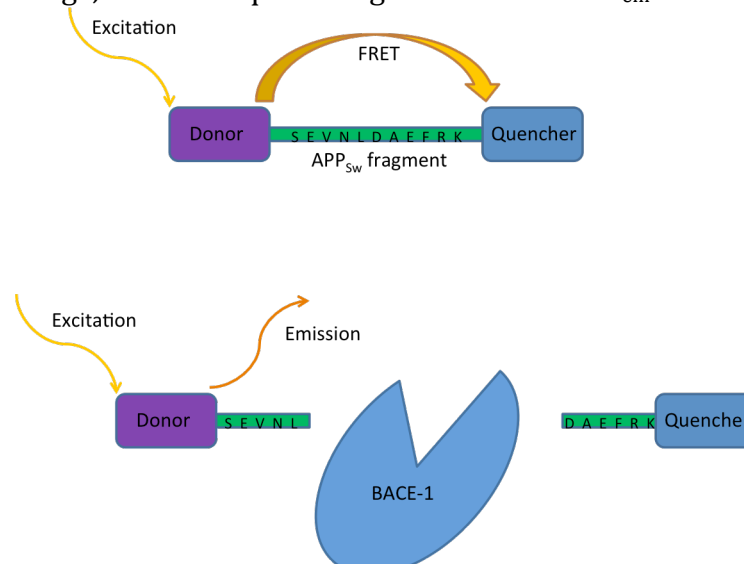 Excitation
FRET
Donor
S E V N L D A E F R K
Quencher
APPSw fragment
Excitation
Emission
Donor
S E V N L
D A E F R K
Quenche
BACE-1